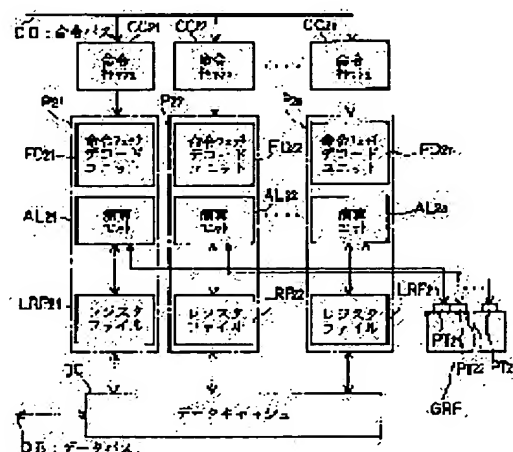 CO:命令バス
CC21
CC22
命令
キャッシュ
命令
キャッシュ
命令
キャッシュ
P21
P22
命令フェッチ
デコード
ユニット
命令フェッチ
デコード
ユニット
命令フェッチ
デコード
ユニット
FD21
FD22
AL21
演算
ユニット
AL22
演算
ユニット
演算
ユニット
レジスタ
ファイル
LRF22
レジスタ
ファイル
レジスタ
ファイル
PT21
PT22
GRF
DC
データキャッシュ
DB:データバス